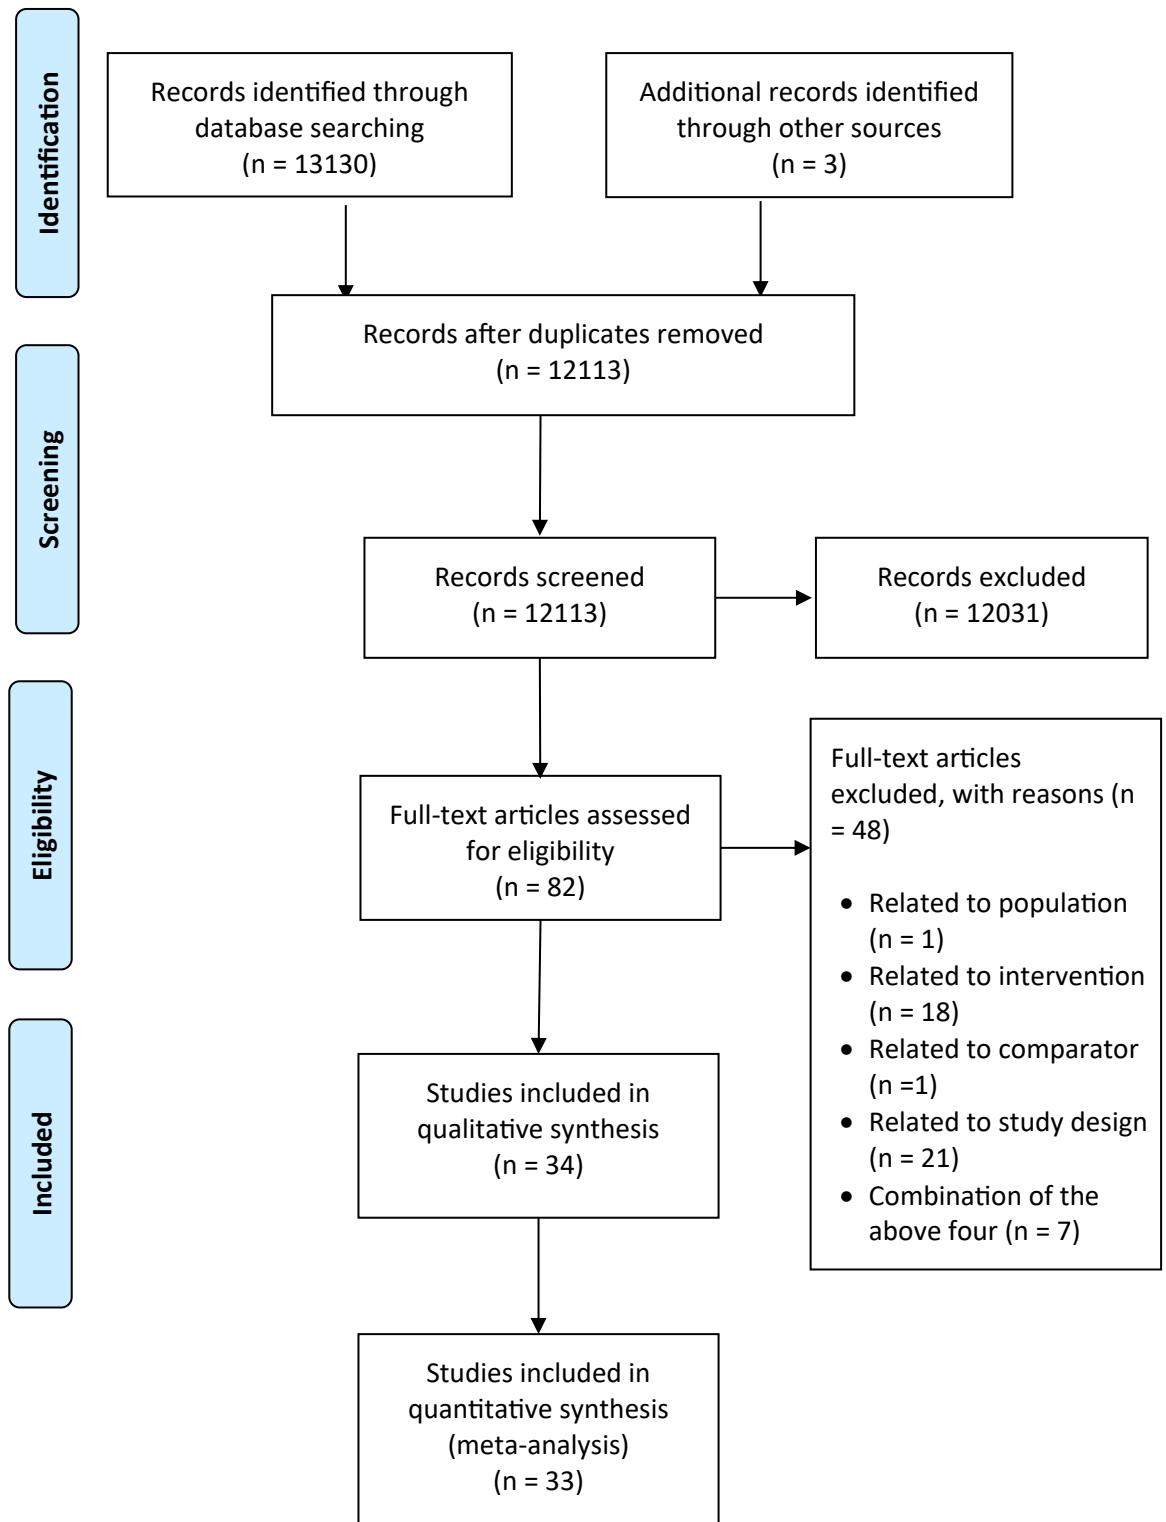 Identification
Records identified through
database searching
(n = 13130)
Additional records identified
through other sources
(n = 3)
Records after duplicates removed
(n = 12113)
Screening
Records screened
(n = 12113)
Records excluded
(n = 12031)
Eligibility
Full-text articles assessed
for eligibility
(n = 82)
Full-text articles
excluded, with reasons (n
= 48)
• Related to population
(n = 1)
• Related to intervention
(n = 18)
• Related to comparator
(n =1)
• Related to study design
(n = 21)
• Combination of the
above four (n = 7)
Included
Studies included in
qualitative synthesis
(n = 34)
Studies included in
quantitative synthesis
(meta-analysis)
(n = 33)